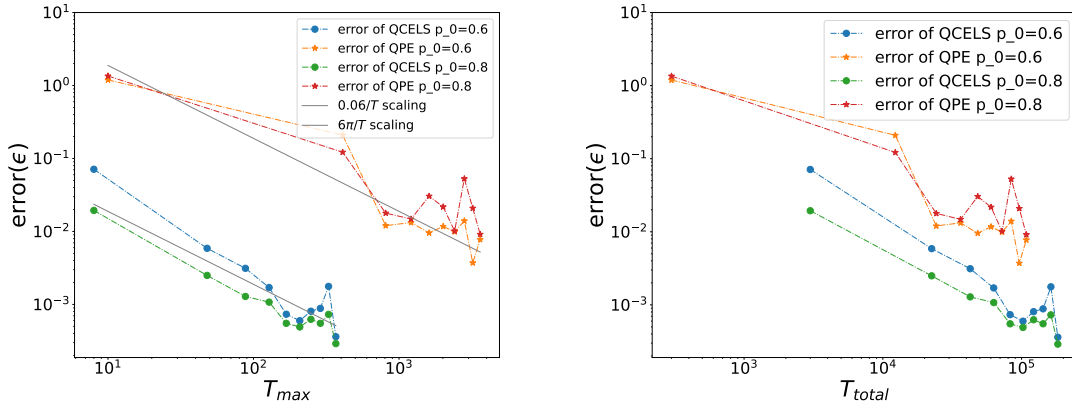 10^1
10^0
10^{-1}
10^{-2}
10^{-3}
error(ϵ)
error of QCELS p_0=0.6
error of QPE p_0=0.6
error of QCELS p_0=0.8
error of QPE p_0=0.8
0.06/T scaling
6π/T scaling
10^1
10^2
10^3
T_{max}
10^1
10^0
10^{-1}
10^{-2}
10^{-3}
error(ϵ)
error of QCELS p_0=0.6
error of QPE p_0=0.6
error of QCELS p_0=0.8
error of QPE p_0=0.8
10^3
10^4
10^5
T_{total}